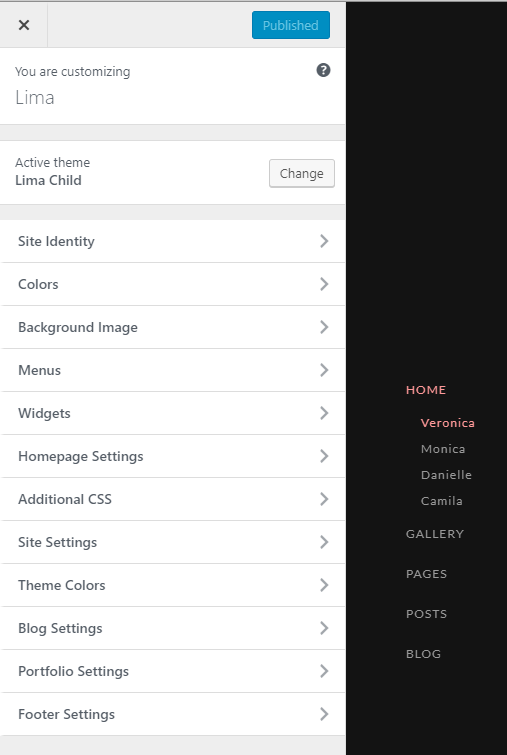 Published
You are customizing
Lima
Active theme
Lima Child
Change
Site Identity
Colors
Background Image
Menus
Widgets
Homepage Settings
Additional CSS
Site Settings
Theme Colors
Blog Settings
Portfolio Settings
Footer Settings
HOME
Veronica
Monica
Danielle
Camila
GALLERY
PAGES
POSTS
BLOG